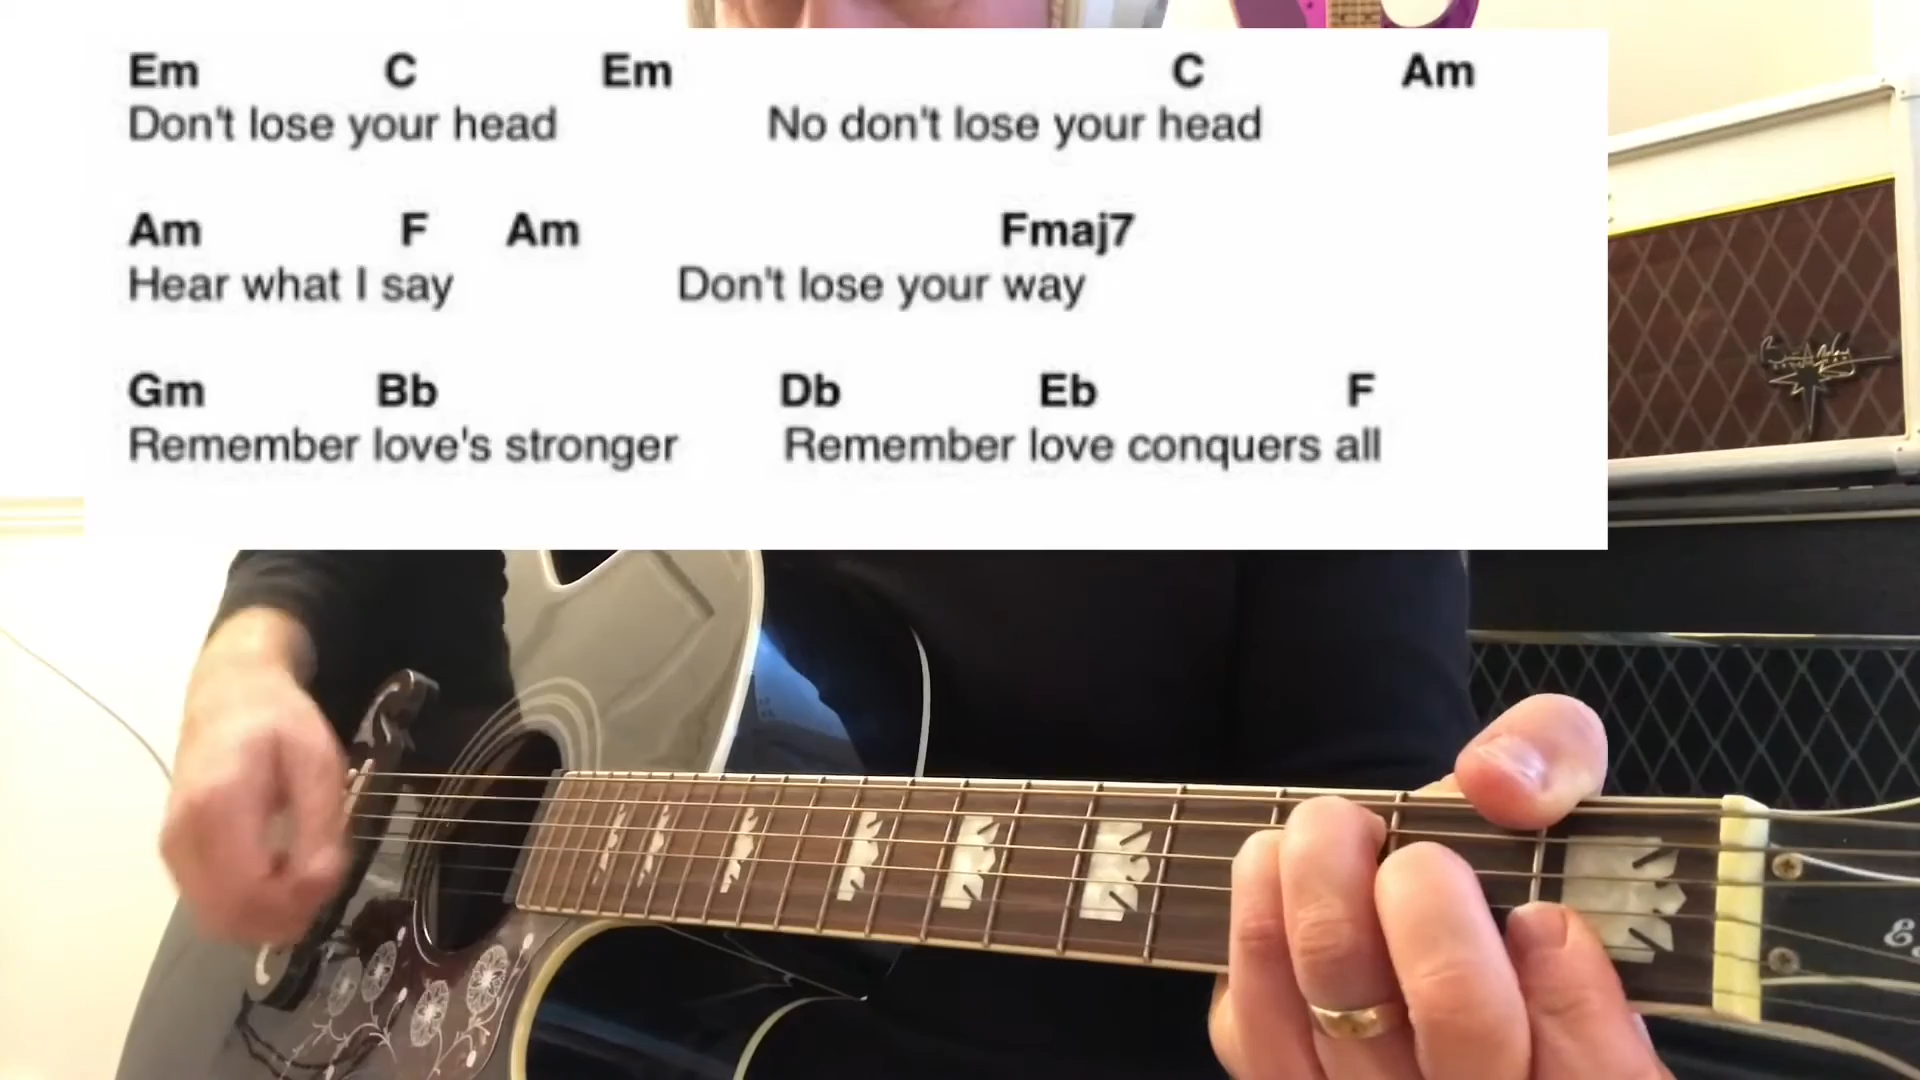 Em C Em C Am
Don't lose your head No don't lose your head
Am F Am Fmaj7
Hear what I say Don't lose your way
Gm Bb Db Eb F
Remember love's stronger Remember love conquers all